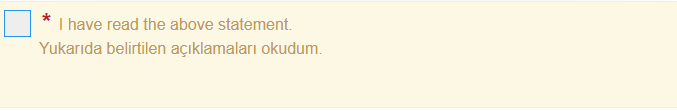 * I have read the above statement.
Yukarıda belirtilen açıklamaları okudum.